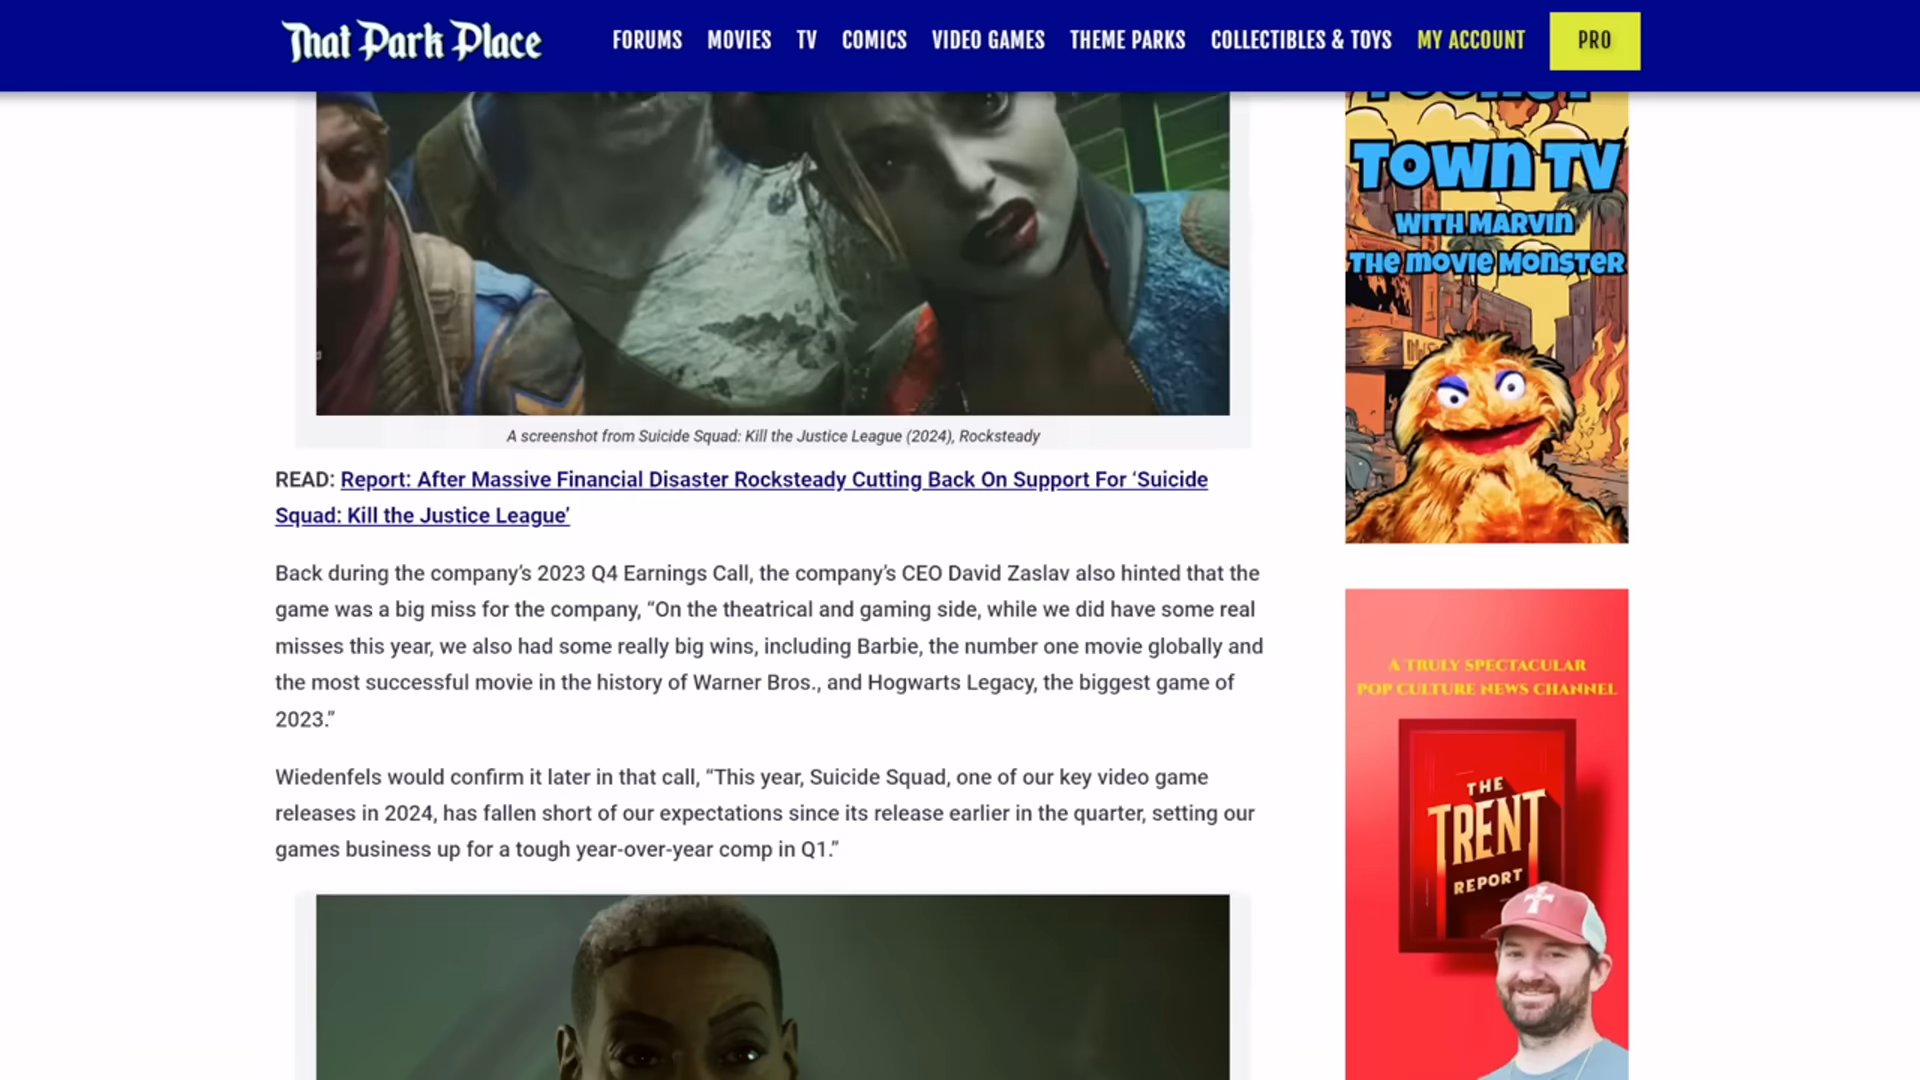 That Park Place
FORUMS MOVIES TV COMICS VIDEO GAMES THEME PARKS COLLECTIBLES & TOYS MY ACCOUNT PRO
A screenshot from Suicide Squad: Kill the Justice League (2024), Rocksteady
READ: Report: After Massive Financial Disaster Rocksteady Cutting Back On Support For ‘Suicide
Squad: Kill the Justice League’
Back during the company’s 2023 Q4 Earnings Call, the company’s CEO David Zaslav also hinted that the
game was a big miss for the company, “On the theatrical and gaming side, while we did have some real
misses this year, we also had some really big wins, including Barbie, the number one movie globally and
the most successful movie in the history of Warner Bros., and Hogwarts Legacy, the biggest game of
2023.”
Wiedenfels would confirm it later in that call, “This year, Suicide Squad, one of our key video game
releases in 2024, has fallen short of our expectations since its release earlier in the quarter, setting our
games business up for a tough year-over-year comp in Q1.”
TOWN TV
WITH MARVIN
THE MOVIE MONSTER
A TRULY SPECTACULAR
POP CULTURE NEWS CHANNEL
THE
TRENT
REPORT